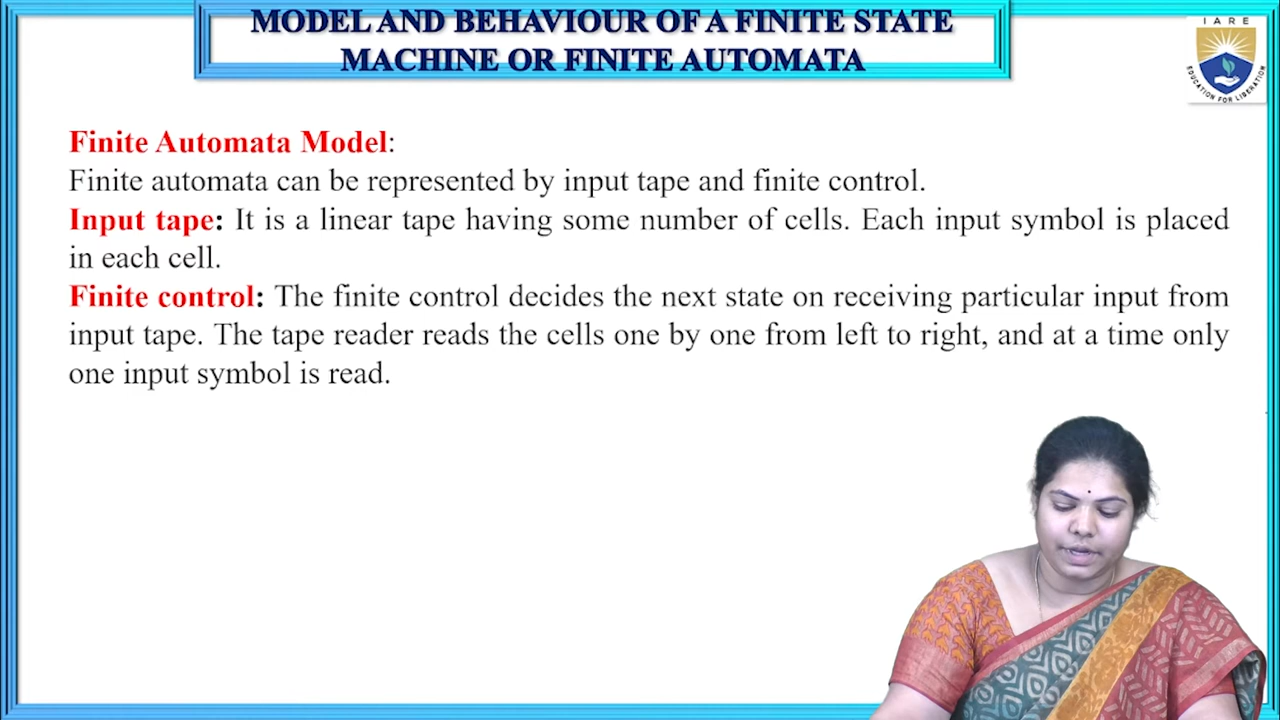 MODEL AND BEHAVIOUR OF A FINITE STATE
MACHINE OR FINITE AUTOMATA
IARE
EDUCATION FOR LIBERATION
Finite Automata Model:
Finite automata can be represented by input tape and finite control.
Input tape: It is a linear tape having some number of cells. Each input symbol is placed
in each cell.
Finite control: The finite control decides the next state on receiving particular input from
input tape. The tape reader reads the cells one by one from left to right, and at a time only
one input symbol is read.